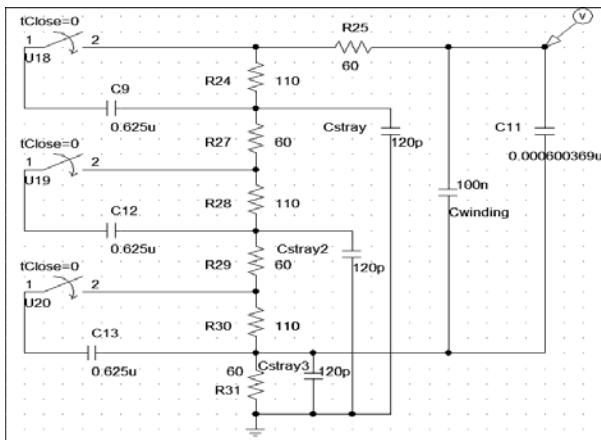 tClose=0
1 2
U18
R25
60
V
R24 110
C9
0.625u
Cstray
120p
C11
0.000600369u
R27 60
tClose=0
1 2
U19
R28 110
100n
Cwinding
C12
0.625u
Cstray2
120p
R29
60
tClose=0
1 2
U20
R30 110
C13
0.625u
60
R31
Cstray3
120p